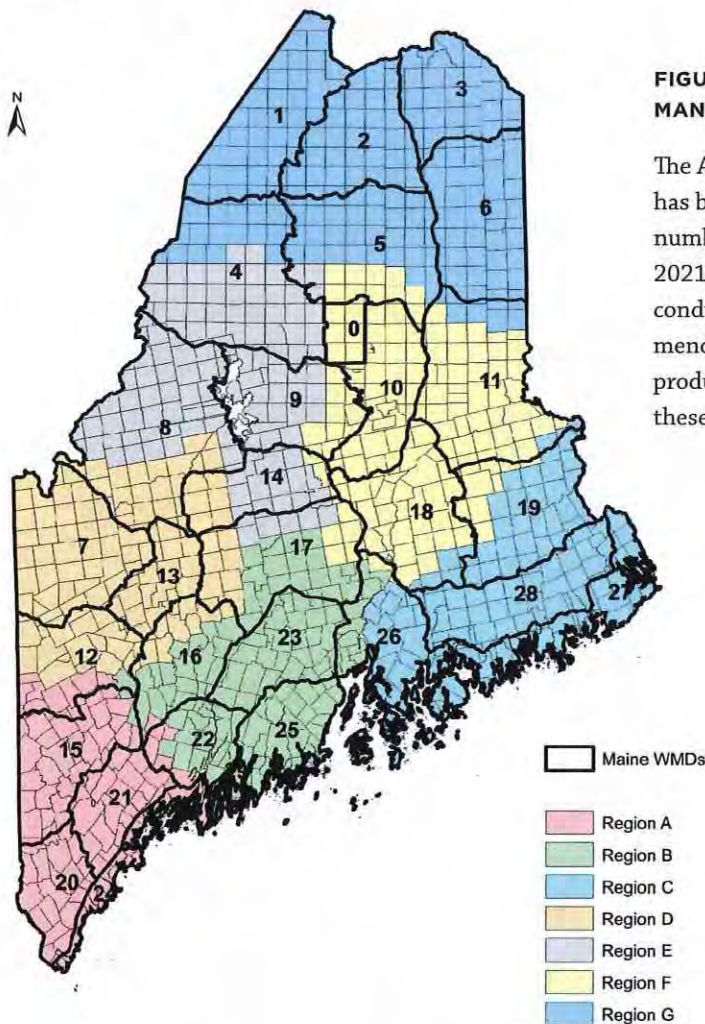 N
FIGU
MAN
The A
has b
numb
2021
cond
menc
produ
these
1
2
3
4
5
6
0
7
8
9
10
11
12
13
14
15
16
17
18
19
20
21
22
23
24
25
26
27
28
Maine WMDs
Region A
Region B
Region C
Region D
Region E
Region F
Region G